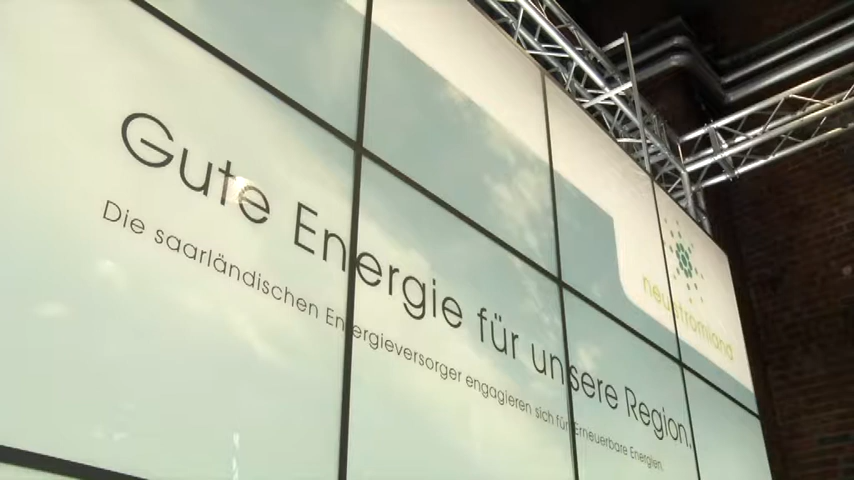 neustromland
Gute Energie für unsere Region.
Die saarländischen Energieversorger engagieren sich für Erneuerbare Energien.